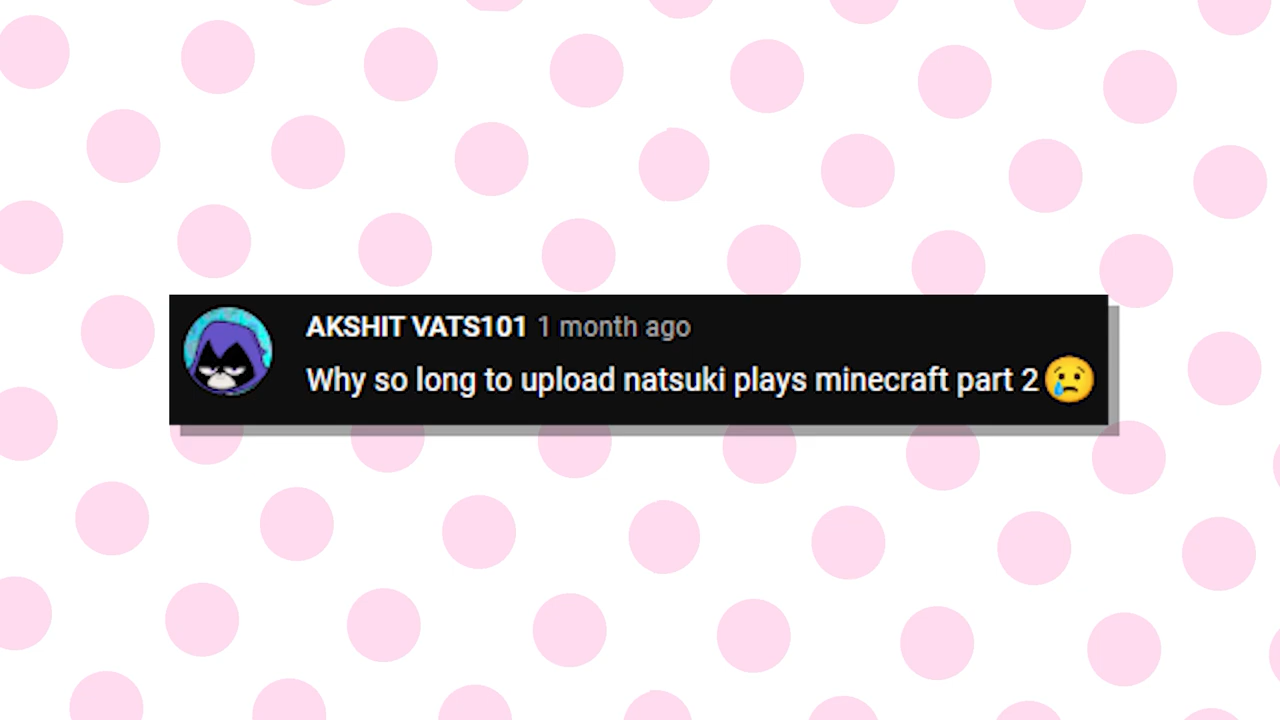 AKSHIT VATS101 1 month ago
Why so long to upload natsuki plays minecraft part 2😢